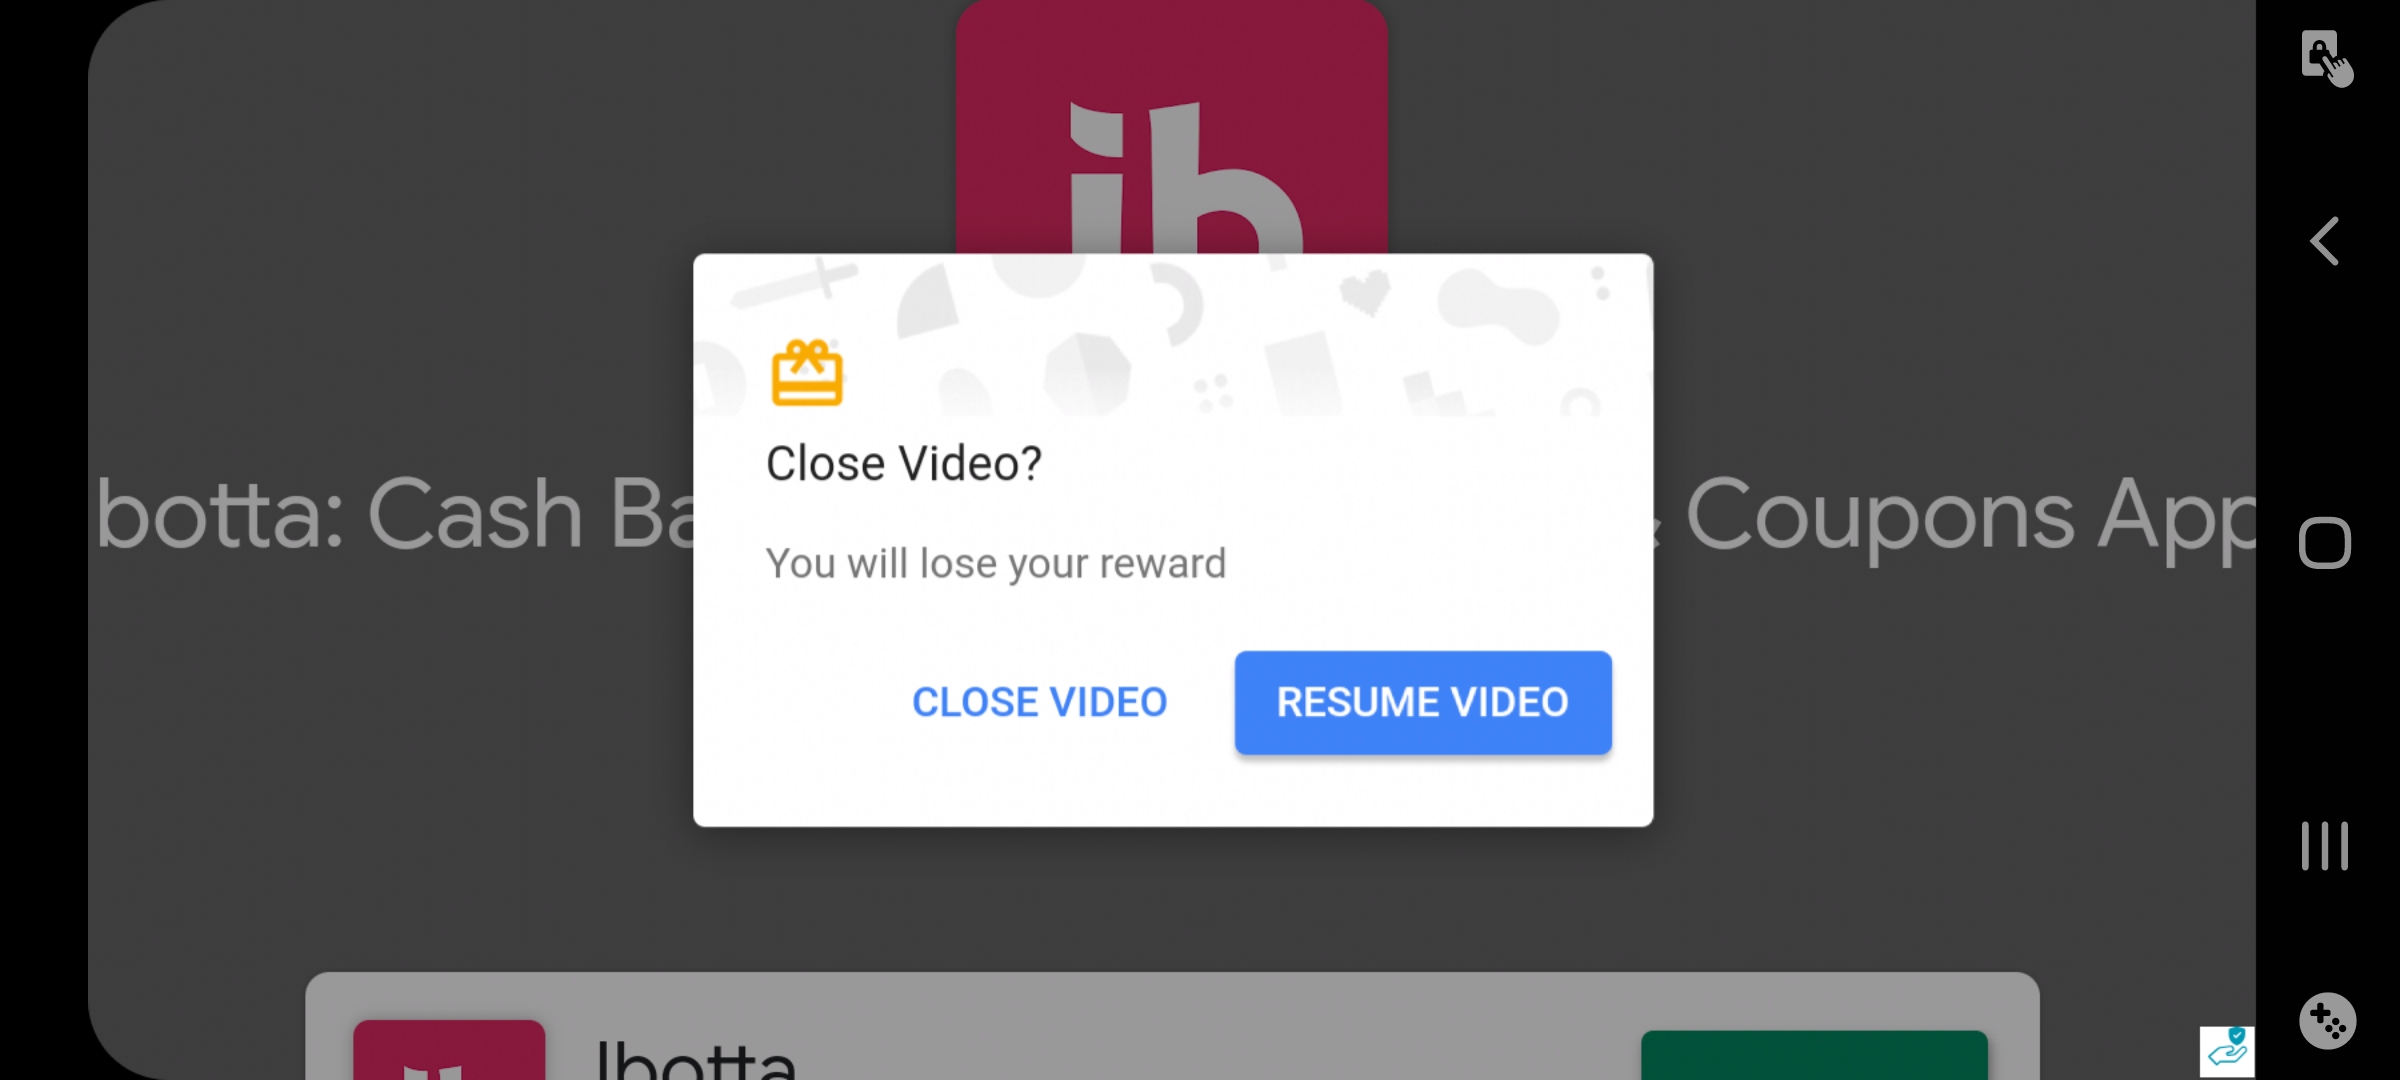 ib
Close Video?
botta: Cash Ba
Coupons App
You will lose your reward
CLOSE VIDEO RESUME VIDEO
Ibotta